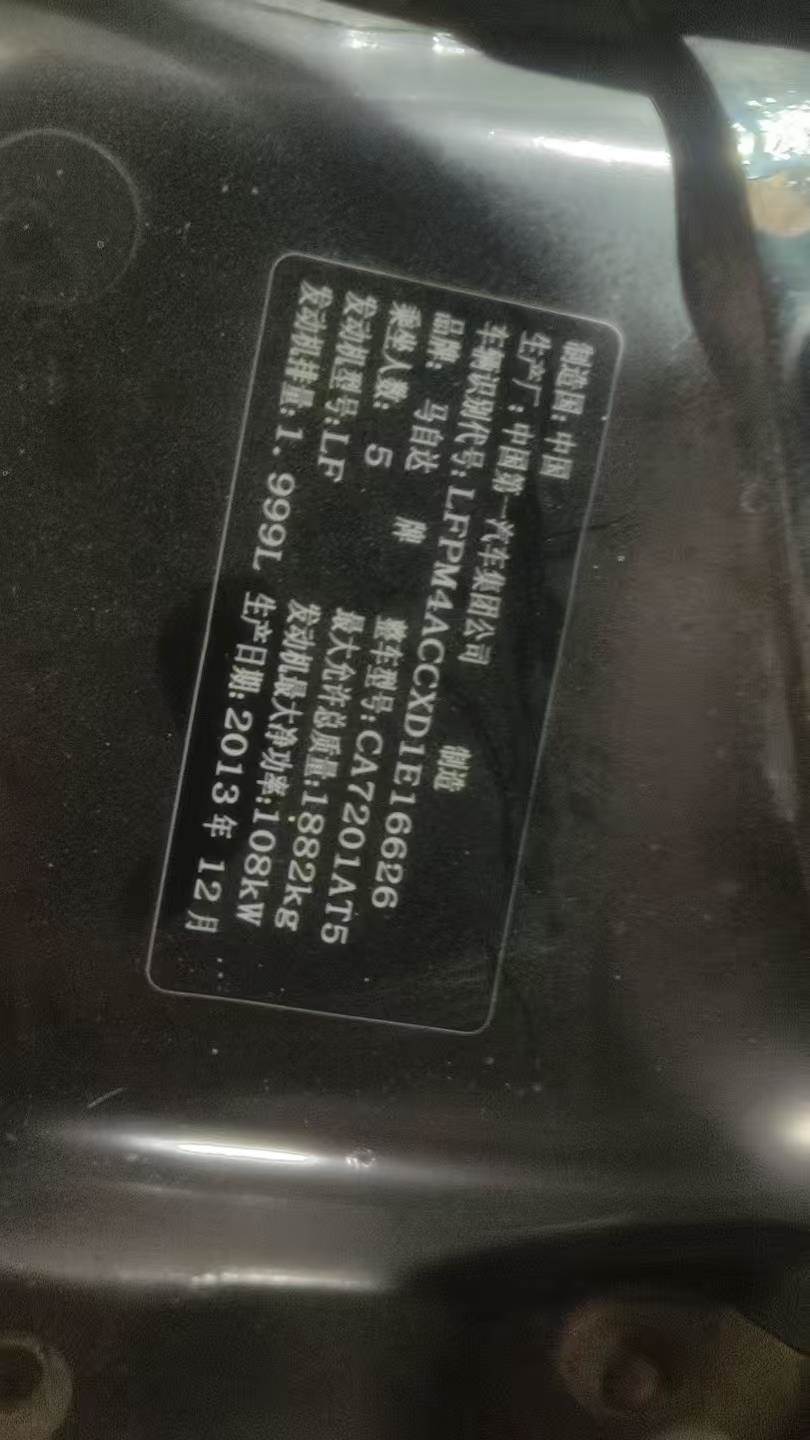 制造国:中国
生产厂:中国第一汽车集团公司 制造
车辆识别代号:LFPM4ACCXD1E16626
品牌: 马自达 牌 整车型号:CA7201AT5
乘坐人数: 5 最大允许总质量:1882kg
发动机型号:LF 发动机最大净功率:108kW
发动机排量:1.999L 生产日期:2013年 12月